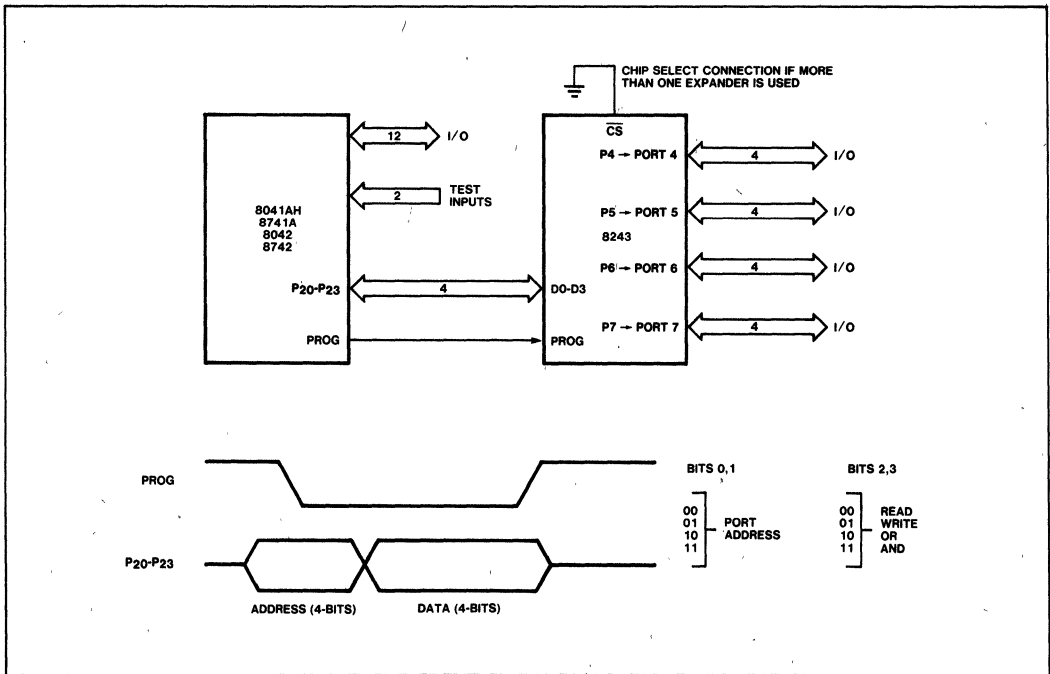 CHIP SELECT CONNECTION IF MORE
THAN ONE EXPANDER IS USED
CS
12 I/O
P4 → PORT 4 4 I/O
2 TEST
INPUTS
8041AH
8741A
8042
8742
P5 → PORT 5 4 I/O
8243
P6 → PORT 6 4 I/O
P20-P23 4 D0-D3
P7 → PORT 7 4 I/O
PROG PROG
PROG
BITS 0,1 BITS 2,3
00 00 READ
01 PORT 01 WRITE
10 ADDRESS 10 OR
11 11 AND
P20-P23
ADDRESS (4-BITS) DATA (4-BITS)